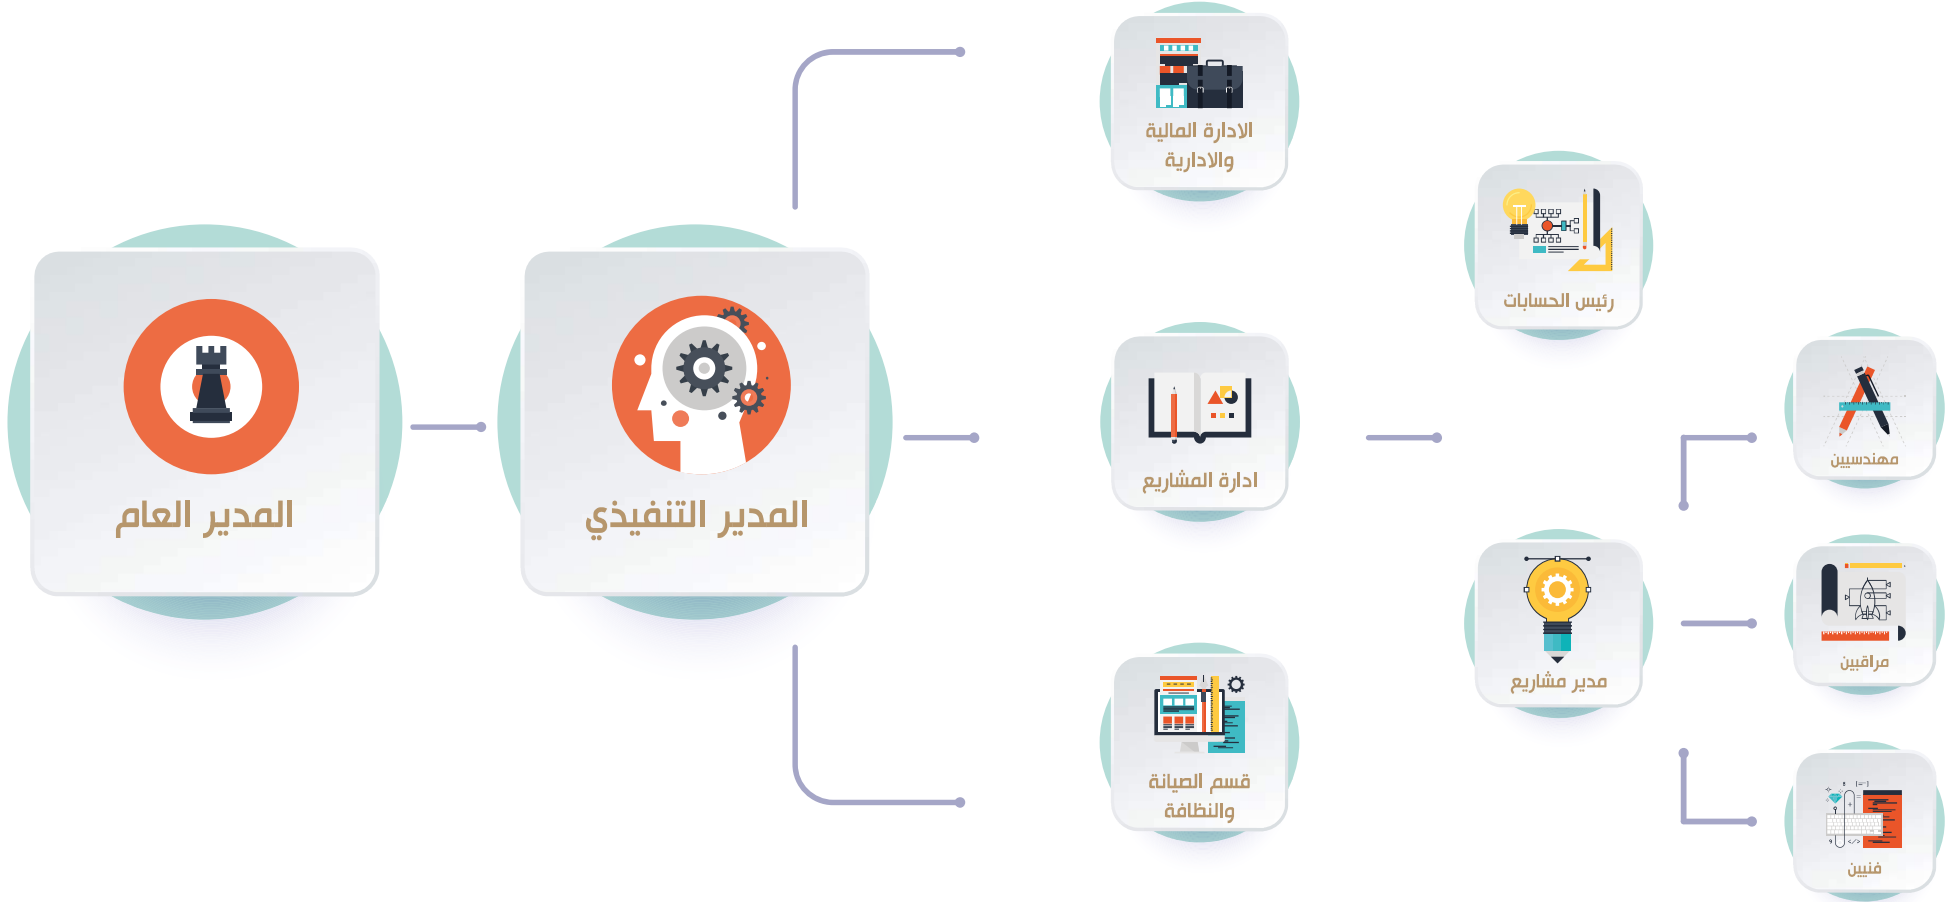 المدير العام
المدير التنفيذي
الادارة المالية
والادارية
ادارة المشاريع
قسم الصيانة
والنظافة
رئيس الحسابات
مدير مشاريع
مهندسيين
مراقبين
فنيين